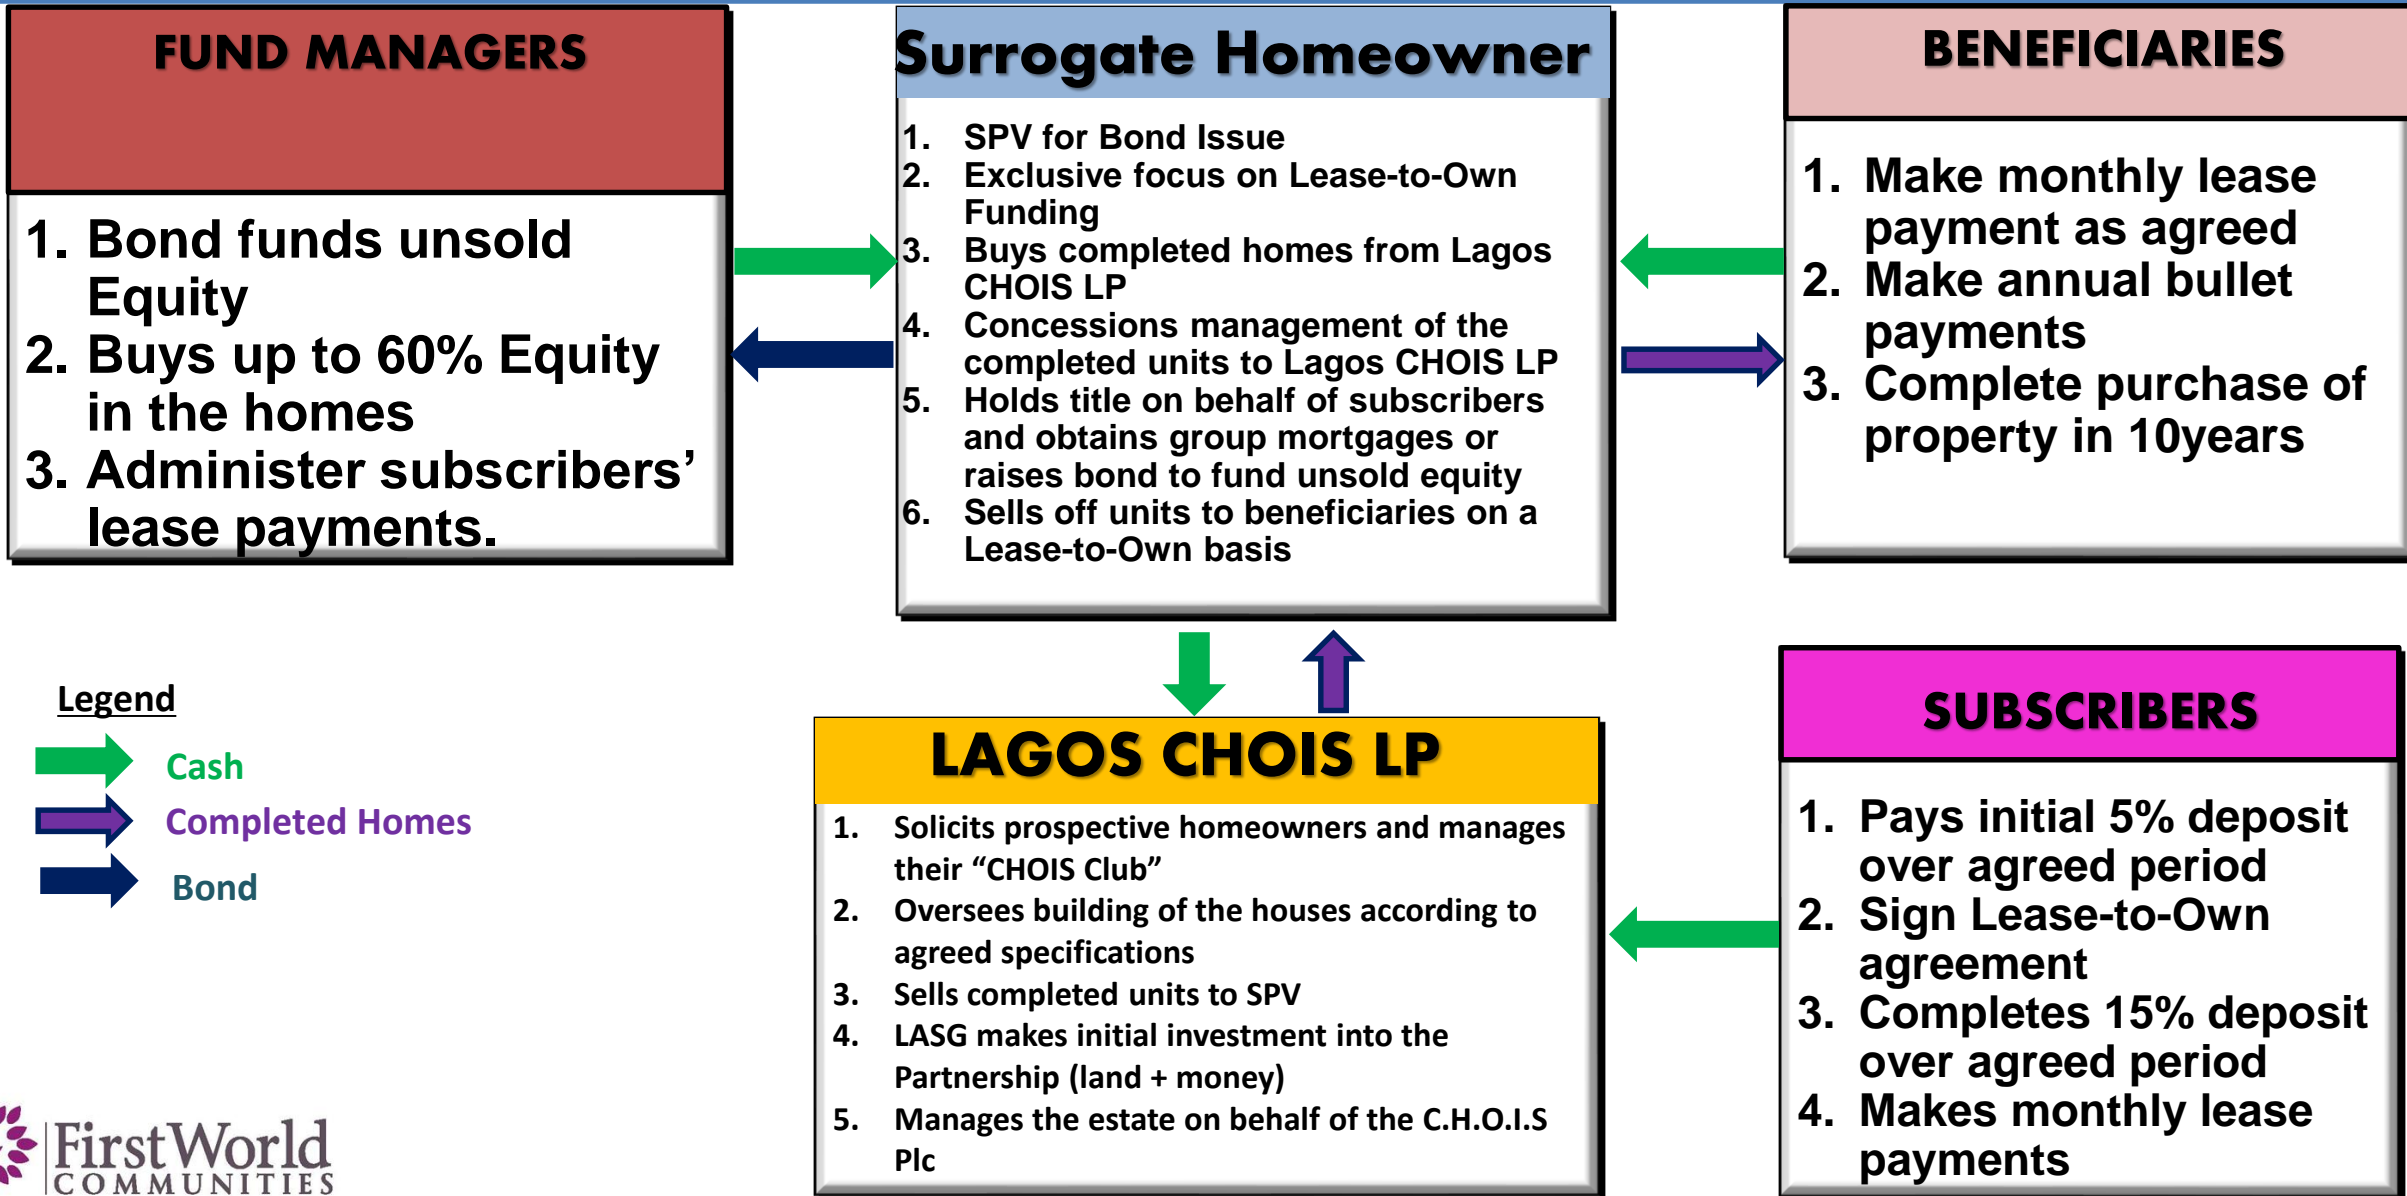 FUND MANAGERS
1. Bond funds unsold
Equity
2. Buys up to 60% Equity
in the homes
3. Administer subscribers’
lease payments.
Surrogate Homeowner
1. SPV for Bond Issue
2. Exclusive focus on Lease-to-Own
Funding
3. Buys completed homes from Lagos
CHOIS LP
4. Concessions management of the
completed units to Lagos CHOIS LP
5. Holds title on behalf of subscribers
and obtains group mortgages or
raises bond to fund unsold equity
6. Sells off units to beneficiaries on a
Lease-to-Own basis
BENEFICIARIES
1. Make monthly lease
payment as agreed
2. Make annual bullet
payments
3. Complete purchase of
property in 10years
Legend
Cash
Completed Homes
Bond
LAGOS CHOIS LP
1. Solicits prospective homeowners and manages
their “CHOIS Club”
2. Oversees building of the houses according to
agreed specifications
3. Sells completed units to SPV
4. LASG makes initial investment into the
Partnership (land + money)
5. Manages the estate on behalf of the C.H.O.I.S
Plc
SUBSCRIBERS
1. Pays initial 5% deposit
over agreed period
2. Sign Lease-to-Own
agreement
3. Completes 15% deposit
over agreed period
4. Makes monthly lease
payments
FirstWorld
COMMUNITIES